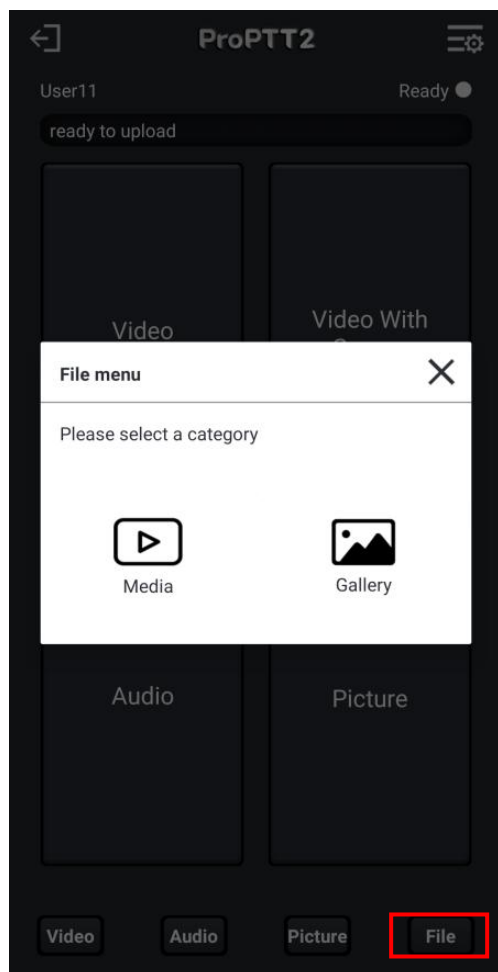 ProPTT2
User11 Ready
ready to upload
Video Video With
File menu
Please select a category
Media Gallery
Audio Picture
Video Audio Picture File